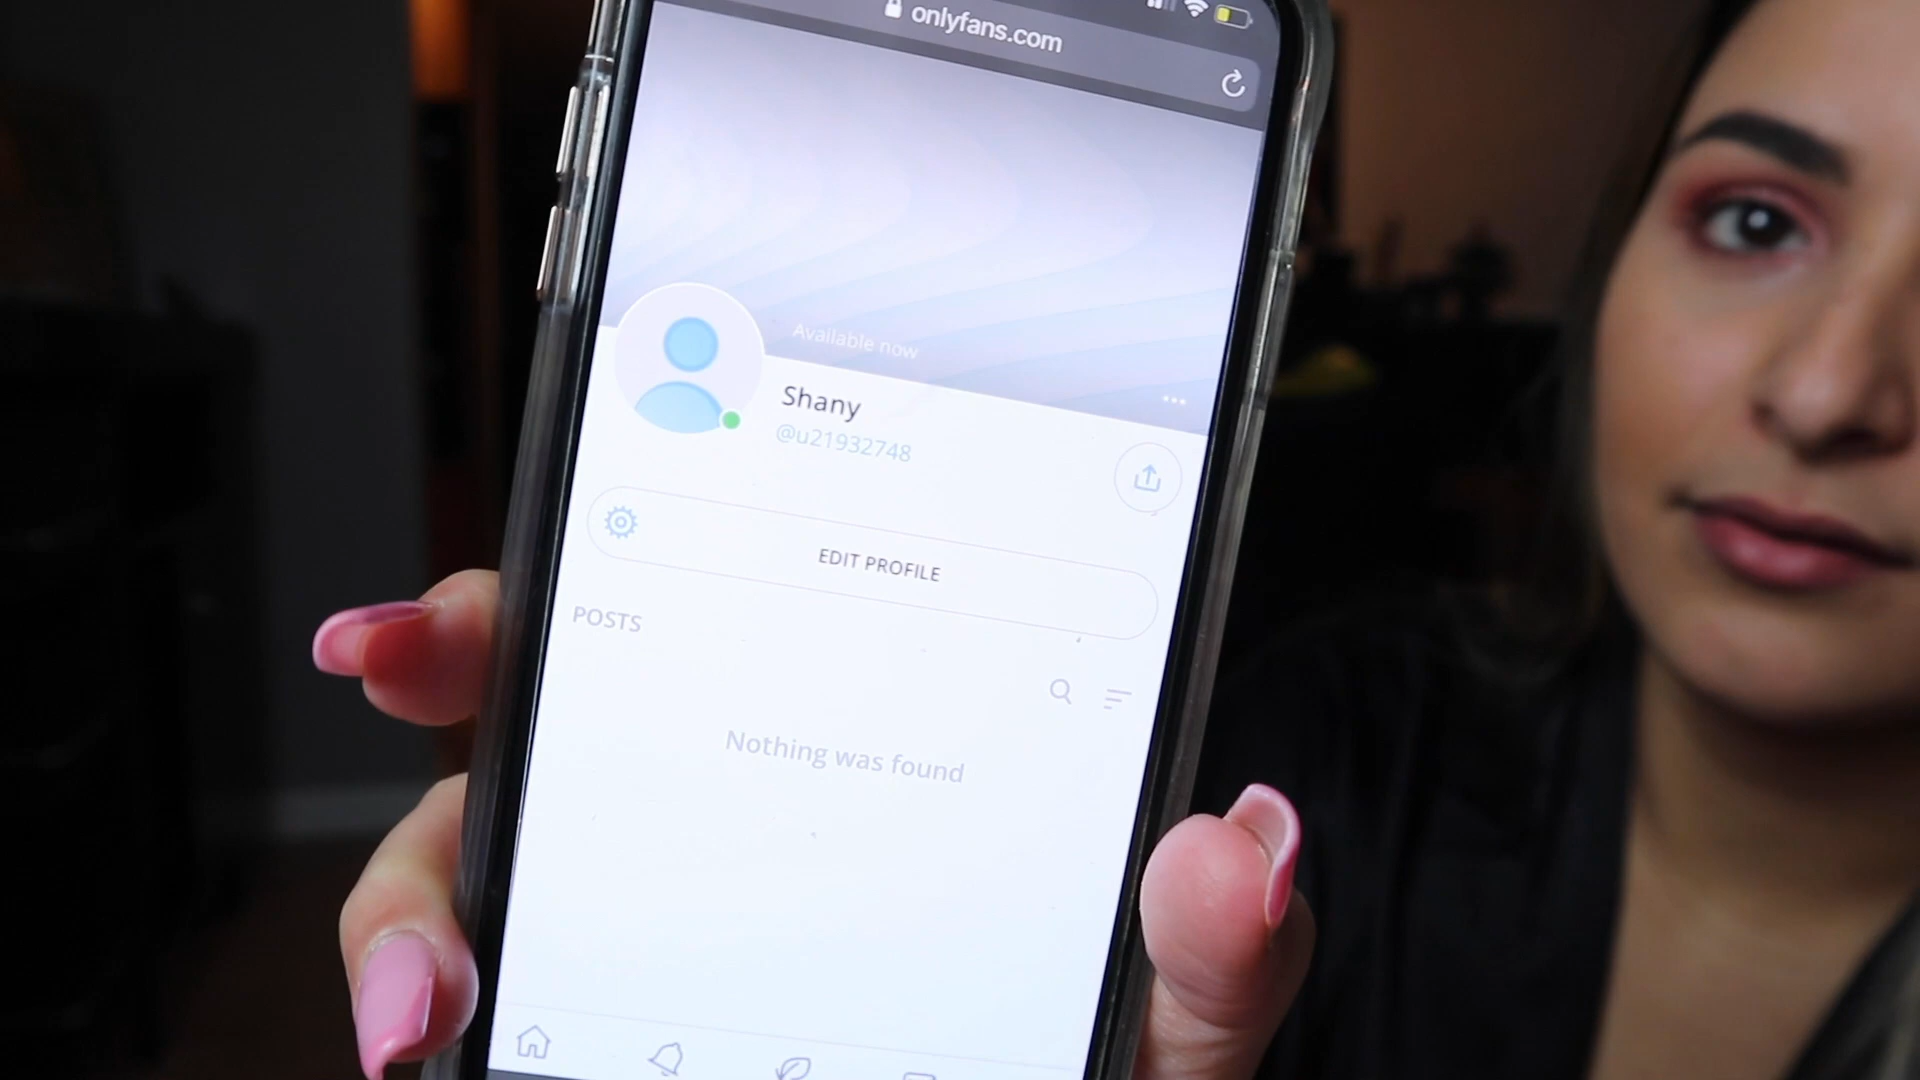 onlyfans.com
Available now
Shany
@u21932748
EDIT PROFILE
POSTS
Nothing was found